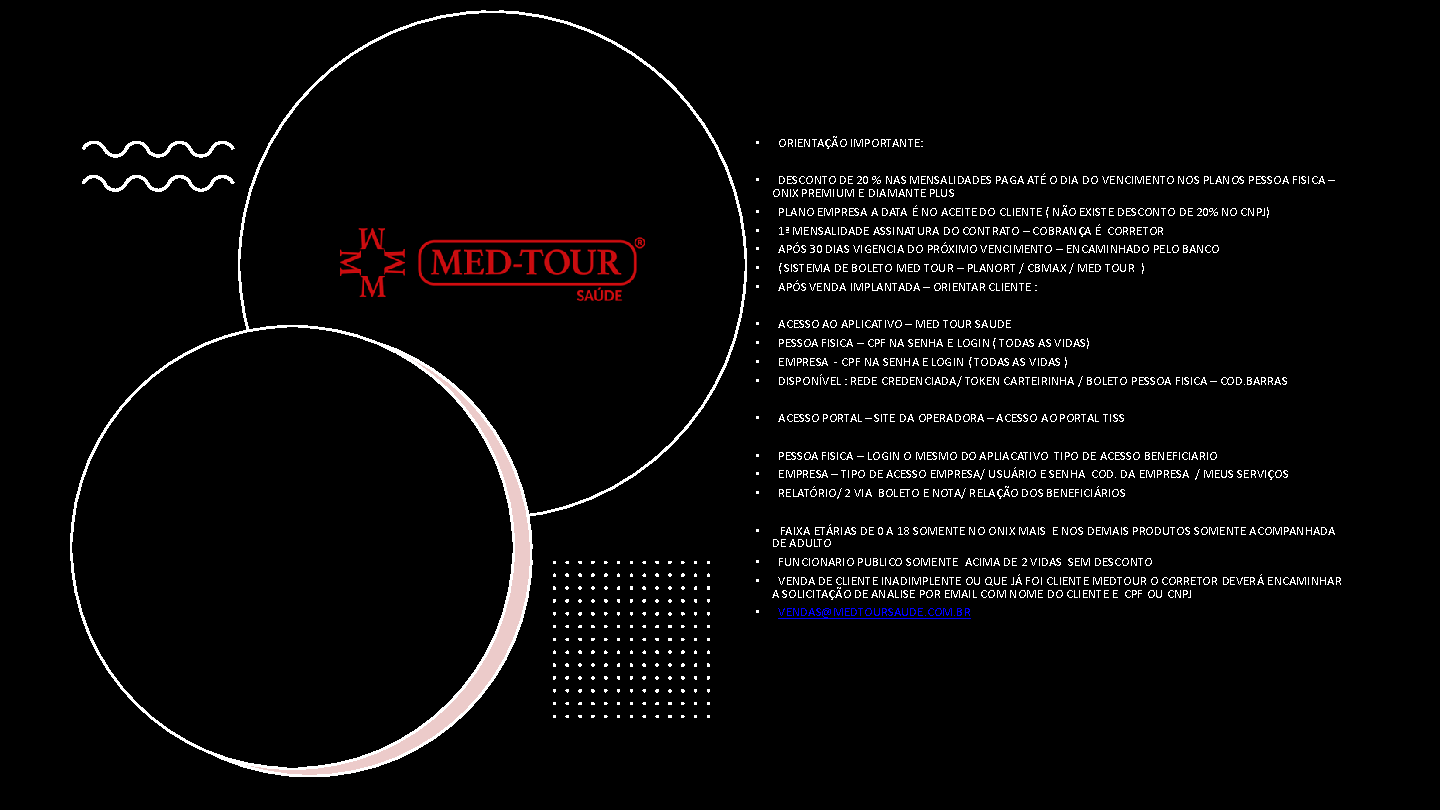 MED-TOUR®
SAÚDE
• ORIENTAÇÃO IMPORTANTE:
• DESCONTO DE 20 % NAS MENSALIDADES PAGA ATÉ O DIA DO VENCIMENTO NOS PLANOS PESSOA FISICA –
ONIX PREMIUM E DIAMANTE PLUS
• PLANO EMPRESA A DATA É NO ACEITE DO CLIENTE ( NÃO EXISTE DESCONTO DE 20% NO CNPJ)
• 1ª MENSALIDADE ASSINATURA DO CONTRATO – COBRANÇA É CORRETOR
• APÓS 30 DIAS VIGENCIA DO PRÓXIMO VENCIMENTO – ENCAMINHADO PELO BANCO
• (SISTEMA DE BOLETO MED TOUR – PLANORT / CBMAX / MED TOUR )
• APÓS VENDA IMPLANTADA – ORIENTAR CLIENTE :
• ACESSO AO APLICATIVO – MED TOUR SAUDE
• PESSOA FISICA – CPF NA SENHA E LOGIN ( TODAS AS VIDAS)
• EMPRESA - CPF NA SENHA E LOGIN (TODAS AS VIDAS )
• DISPONÍVEL : REDE CREDENCIADA/ TOKEN CARTEIRINHA / BOLETO PESSOA FISICA – COD.BARRAS
• ACESSO PORTAL –SITE DA OPERADORA – ACESSO AO PORTAL TISS
• PESSOA FISICA – LOGIN O MESMO DO APLIACATIVO TIPO DE ACESSO BENEFICIARIO
• EMPRESA – TIPO DE ACESSO EMPRESA/ USUÁRIO E SENHA COD. DA EMPRESA / MEUS SERVIÇOS
• RELATÓRIO/ 2 VIA BOLETO E NOTA/ RELAÇÃO DOS BENEFICIÁRIOS
• FAIXA ETÁRIAS DE 0 A 18 SOMENTE NO ONIX MAIS E NOS DEMAIS PRODUTOS SOMENTE ACOMPANHADA
DE ADULTO
• FUNCIONARIO PUBLICO SOMENTE ACIMA DE 2 VIDAS SEM DESCONTO
• VENDA DE CLIENTE INADIMPLENTE OU QUE JÁ FOI CLIENTE MEDTOUR O CORRETOR DEVERÁ ENCAMINHAR
A SOLICITAÇÃO DE ANALISE POR EMAIL COM NOME DO CLIENTE E CPF OU CNPJ
• VENDAS@MEDTOURSAUDE.COM.BR